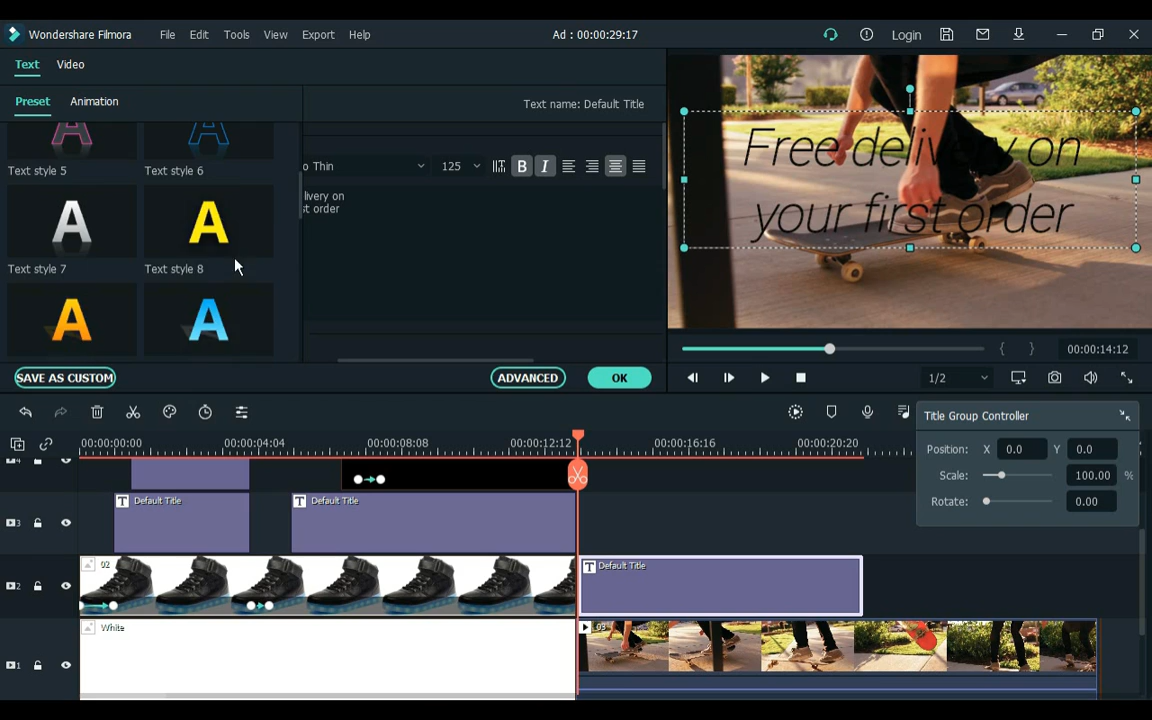 Wondershare Filmora
File
Edit
Tools
View
Export
Help
Ad : 00:00:29:17
Login
Text
Video
Preset
Animation
Text name: Default Title
Text style 5
Text style 6
o Thin
125
B
I
livery on
st order
A
A
Text style 7
Text style 8
A
A
SAVE AS CUSTOM
ADVANCED
OK
Free delivery on
your first order
{ }
00:00:14:12
1/2
00:00:00:00
00:00:04:04
00:00:08:08
00:00:12:12
00:00:16:16
00:00:20:20
Title Group Controller
Position:
X
0.0
Y
0.0
Scale:
100.00
%
Rotate:
0.00
T
Default Title
T
Default Title
3
02
T
Default Title
2
White
03
1